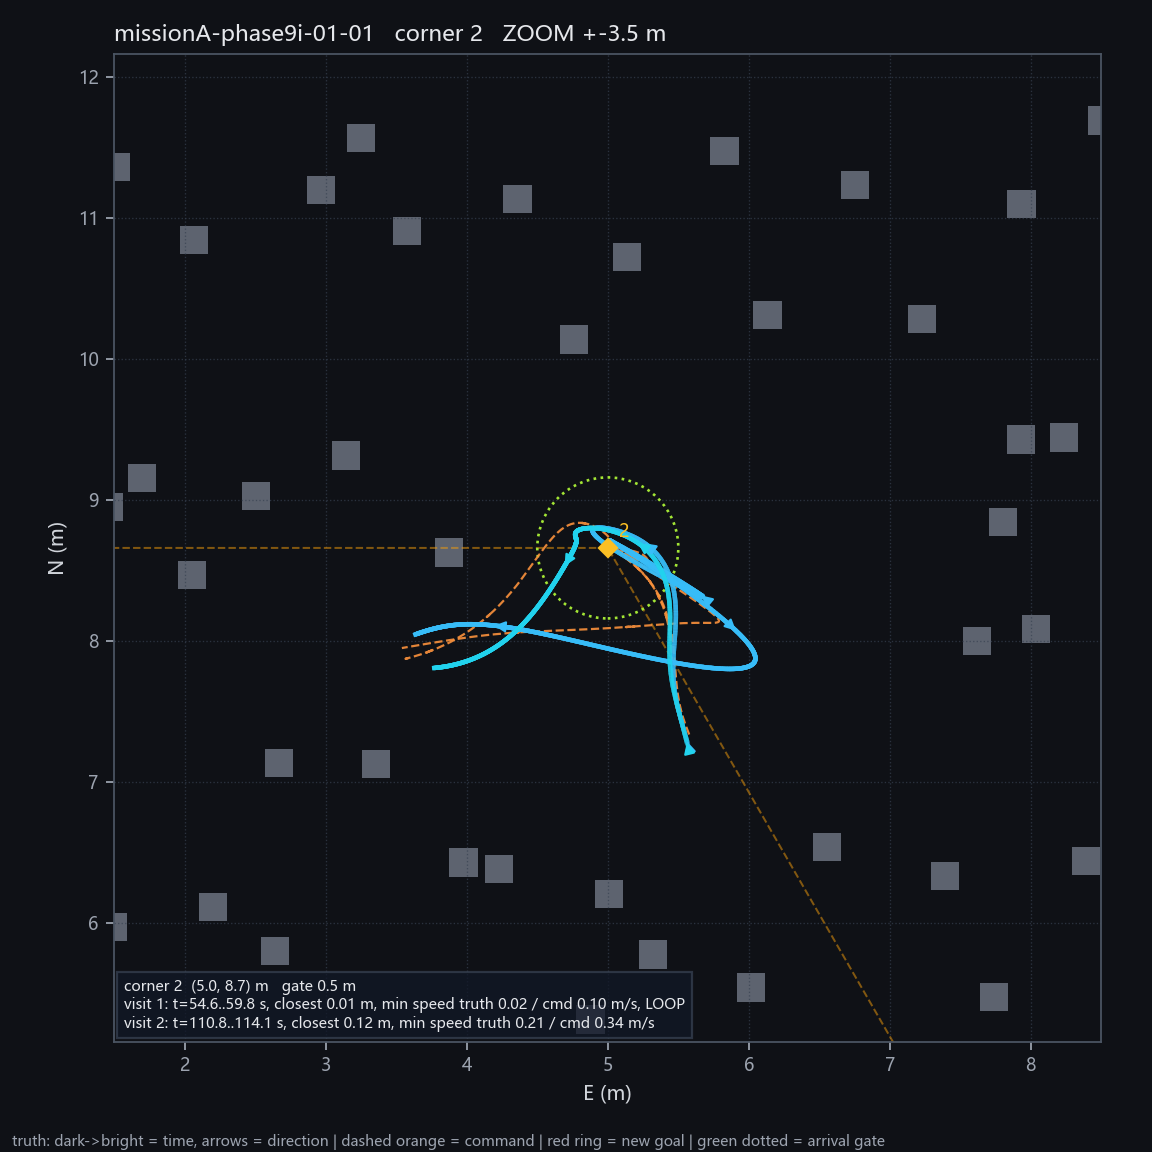 missionA-phase9i-01-01   corner 2   ZOOM +-3.5 m
12
11
10
9
8
7
6
N (m)
2
corner 2  (5.0, 8.7) m   gate 0.5 m
visit 1: t=54.6..59.8 s, closest 0.01 m, min speed truth 0.02 / cmd 0.10 m/s, LOOP
visit 2: t=110.8..114.1 s, closest 0.12 m, min speed truth 0.21 / cmd 0.34 m/s
2 3 4 5 6 7 8
E (m)
truth: dark->bright = time, arrows = direction | dashed orange = command | red ring = new goal | green dotted = arrival gate